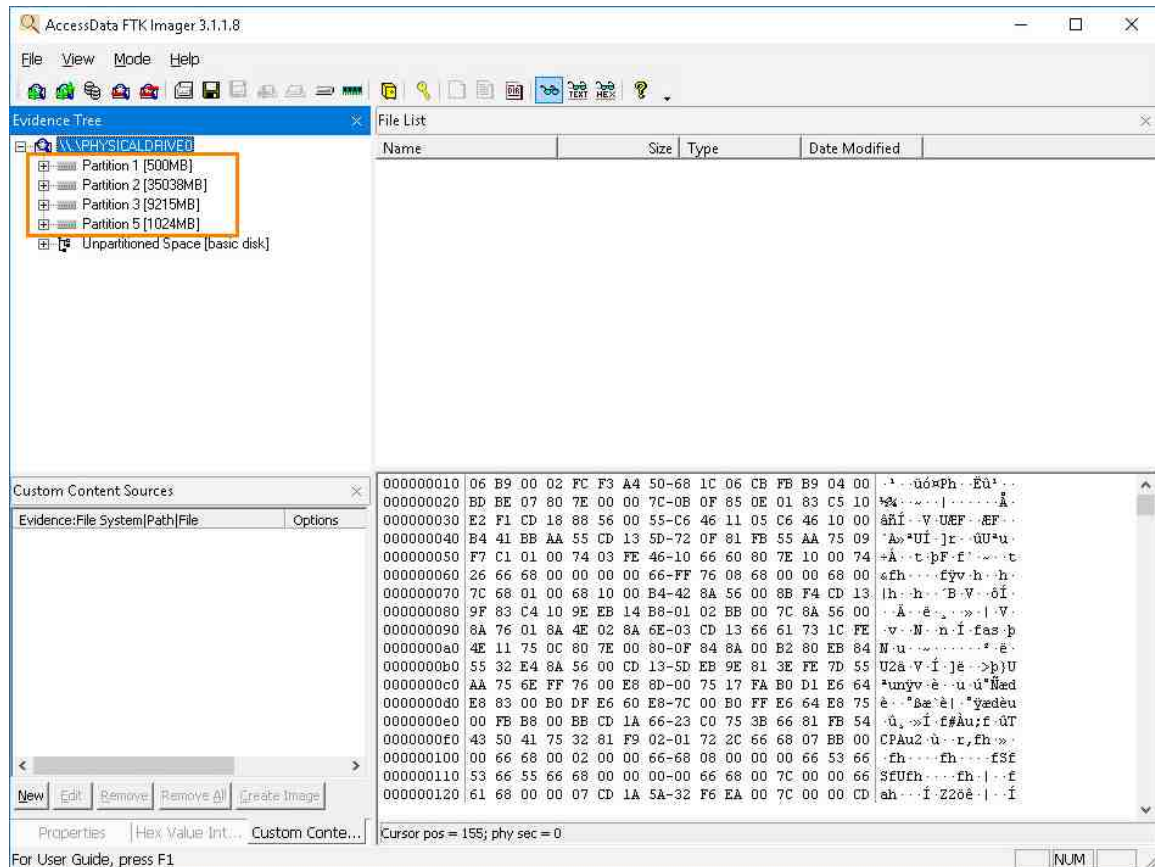 AccessData FTK Imager 3.1.1.8
File View Mode Help
Evidence Tree
\\.\PHYSICALDRIVE0
Partition 1 [500MB]
Partition 2 [35038MB]
Partition 3 [9215MB]
Partition 5 [1024MB]
Unpartitioned Space [basic disk]
File List
Name Size Type Date Modified
Custom Content Sources
Evidence:File System|Path|File Options
New Edit Remove Remove All Create Image
Properties Hex Value Int... Custom Conte...
000000010 06 B9 00 02 FC F3 A4 50-68 1C 06 CB FB B9 04 00
000000020 BD BE 07 80 7E 00 00 7C-0B 0F 85 0E 01 83 C5 10
000000030 E2 F1 CD 18 88 56 00 55-C6 46 11 05 C6 46 10 00
000000040 B4 41 BB AA 55 CD 13 5D-72 0F 81 FB 55 AA 75 09
000000050 F7 C1 01 00 74 03 FE 46-10 66 60 80 7E 10 00 74
000000060 26 66 68 00 00 00 00 66-FF 76 08 68 00 00 68 00
000000070 7C 68 01 00 68 10 00 B4-42 8A 56 00 8B F4 CD 13
000000080 9F 83 C4 10 9E EB 14 B8-01 02 BB 00 7C 8A 56 00
000000090 8A 76 01 8A 4E 02 8A 6E-03 CD 13 66 61 73 1C FE
0000000a0 4E 11 75 0C 80 7E 00 80-0F 84 8A 00 B2 80 EB 84
0000000b0 55 32 E4 8A 56 00 CD 13-5D EB 9E 81 3E FE 7D 55
0000000c0 AA 75 6E FF 76 00 E8 8D-00 75 17 FA B0 D1 E6 64
0000000d0 E8 83 00 B0 DF E6 60 E8-7C 00 B0 FF E6 64 E8 75
0000000e0 00 FB B8 00 BB CD 1A 66-23 C0 75 3B 66 81 FB 54
0000000f0 43 50 41 75 32 81 F9 02-01 72 2C 66 68 07 BB 00
000000100 00 66 68 00 02 00 00 66-68 08 00 00 00 66 53 66
000000110 53 66 55 66 68 00 00 00-00 66 68 00 7C 00 00 66
000000120 61 68 00 00 07 CD 1A 5A-32 F6 EA 00 7C 00 00 CD
Cursor pos = 155; phy sec = 0
For User Guide, press F1
NUM